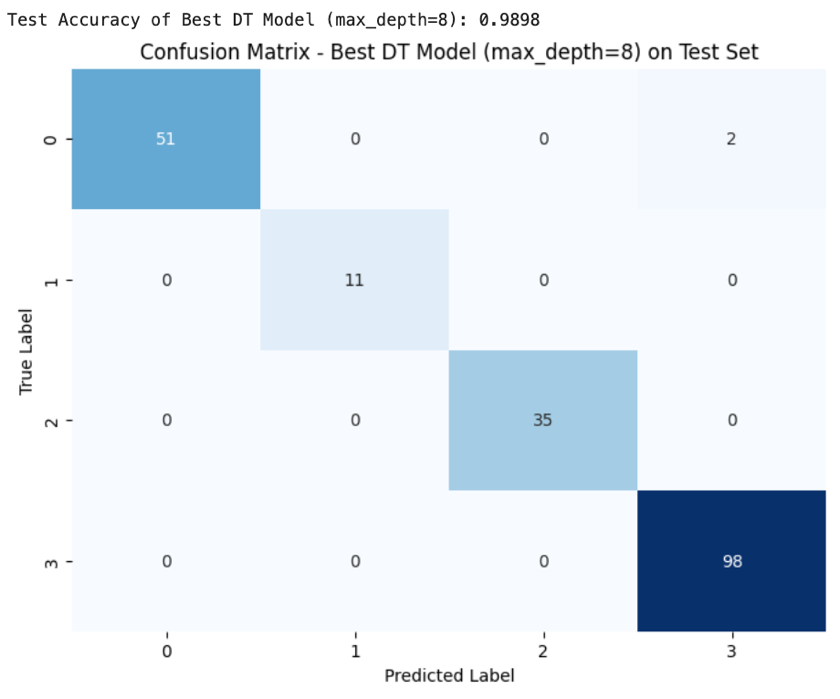 Test Accuracy of Best DT Model (max_depth=8): 0.9898
Confusion Matrix - Best DT Model (max_depth=8) on Test Set
0 51 0 0 2
1 0 11 0 0
True Label
2 0 0 35 0
3 0 0 0 98
0 1 2 3
Predicted Label